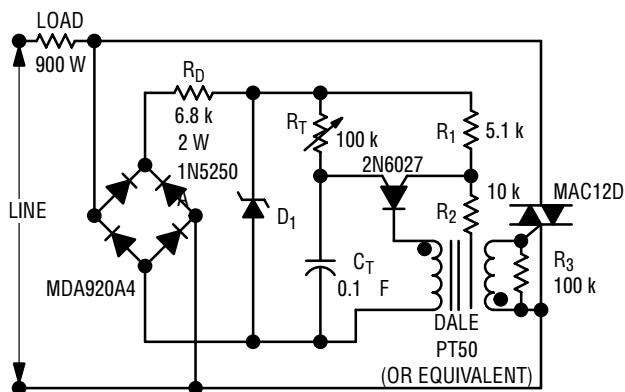 LOAD
900 W
R_D
6.8 k
2 W
1N5250
A
R_T
100 k
2N6027
R_1
5.1 k
10 k
MAC12D
R_2
LINE
D_1
C_T
0.1 F
R_3
100 k
MDA920A4
DALE
PT50
(OR EQUIVALENT)